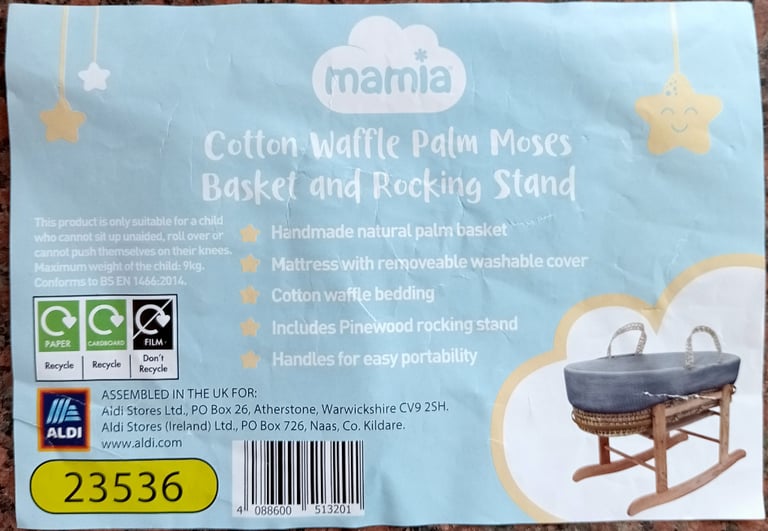 mamia
Cotton Waffle Palm Moses
Basket and Rocking Stand
This product is only suitable for a child
who cannot sit up unaided, roll over or
cannot push themselves on their knees.
Maximum weight of the child: 9kg.
Conforms to BS EN 1466:2014.
Handmade natural palm basket
Mattress with removeable washable cover
Cotton waffle bedding
Includes Pinewood rocking stand
Handles for easy portability
PAPER CARDBOARD FILM
Recycle Recycle Don't
Recycle
ALDI
ASSEMBLED IN THE UK FOR:
Aldi Stores Ltd., PO Box 26, Atherstone, Warwickshire CV9 2SH.
Aldi Stores (Ireland) Ltd., PO Box 726, Naas, Co. Kildare.
www.aldi.com
23536
4 088600 513201